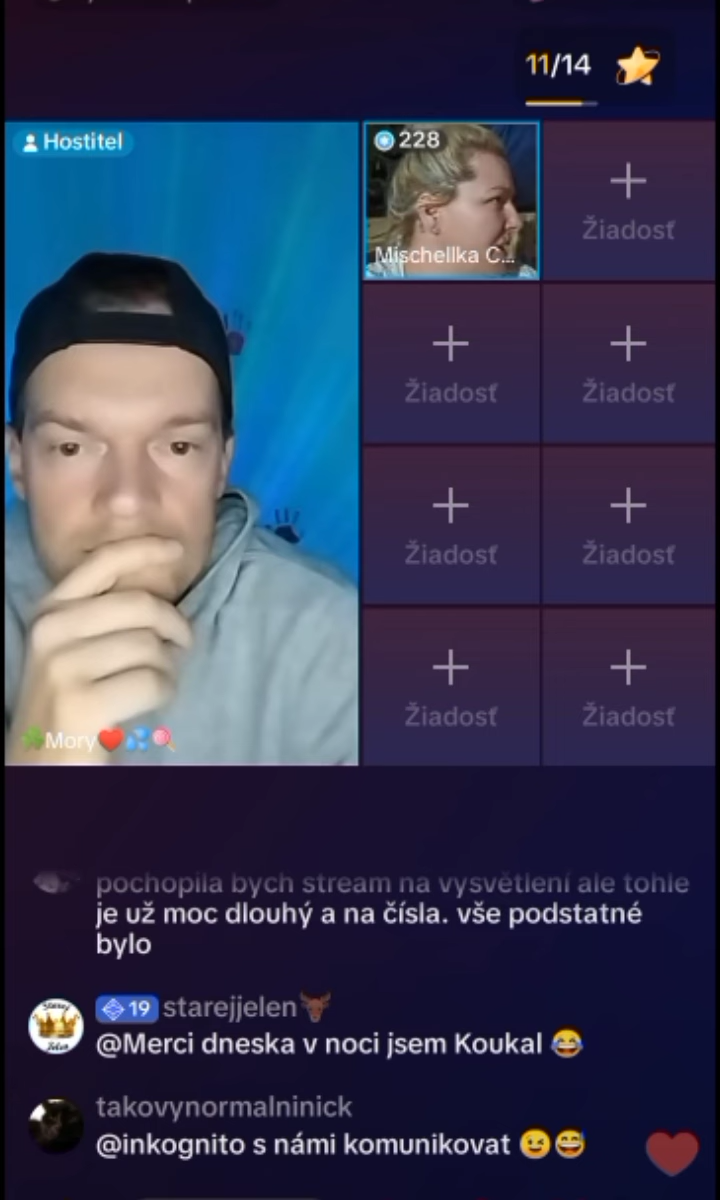 11/14
Hostitel
228
Mischellka C...
Žiadosť
Žiadosť
Žiadosť
Žiadosť
Žiadosť
Žiadosť
Žiadosť
🍀Mory❤️💦🍭
pochopila bych stream na vysvětlení ale tohle
je už moc dlouhý a na čísla. vše podstatné
bylo
19 starejjelen🐂
@Merci dneska v noci jsem Koukal 😂
takovynormalninick
@inkognito s námi komunikovat 😉😅